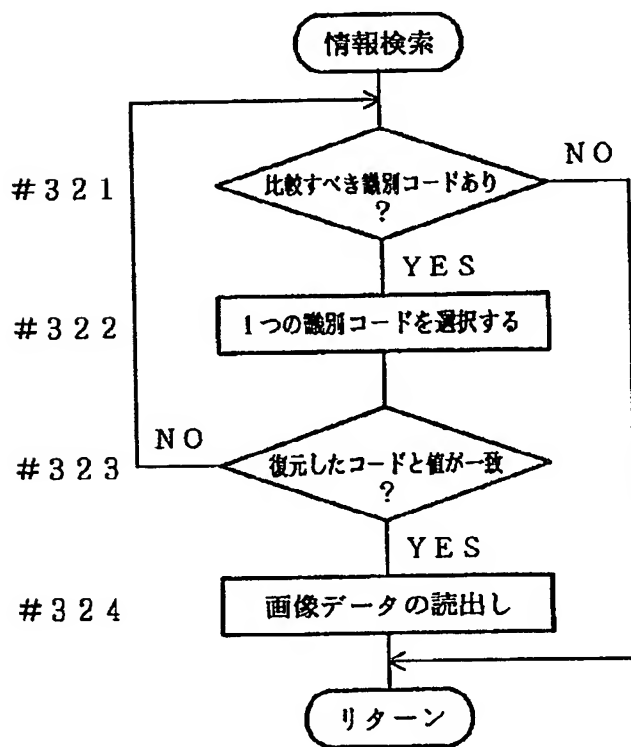 情報検索
NO
#321
比較すべき識別コードあり
?
YES
#322
1つの識別コードを選択する
NO
#323
復元したコードと値が一致
?
YES
#324
画像データの読出し
リターン